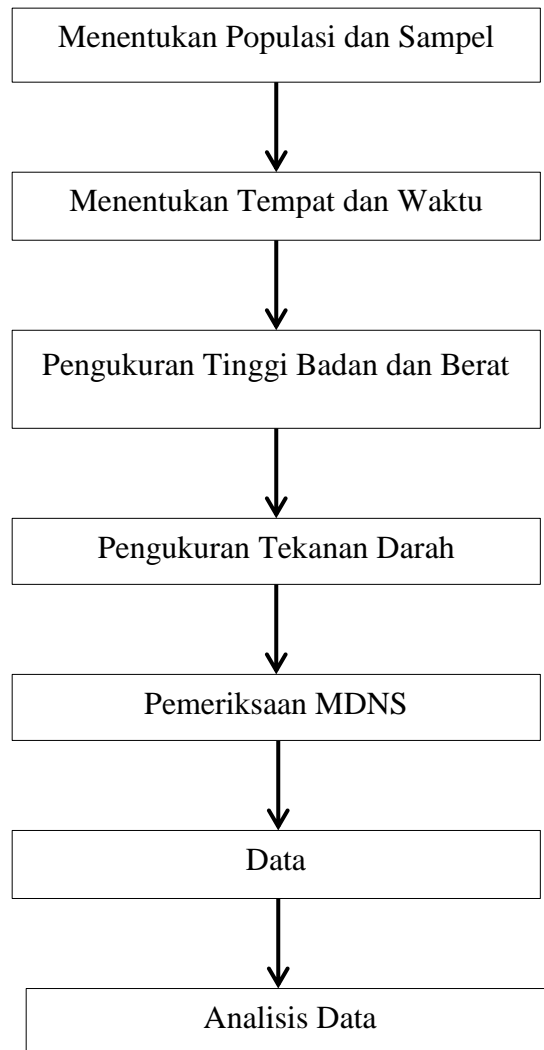 Menentukan Populasi dan Sampel
Menentukan Tempat dan Waktu
Pengukuran Tinggi Badan dan Berat
Pengukuran Tekanan Darah
Pemeriksaan MDNS
Data
Analisis Data